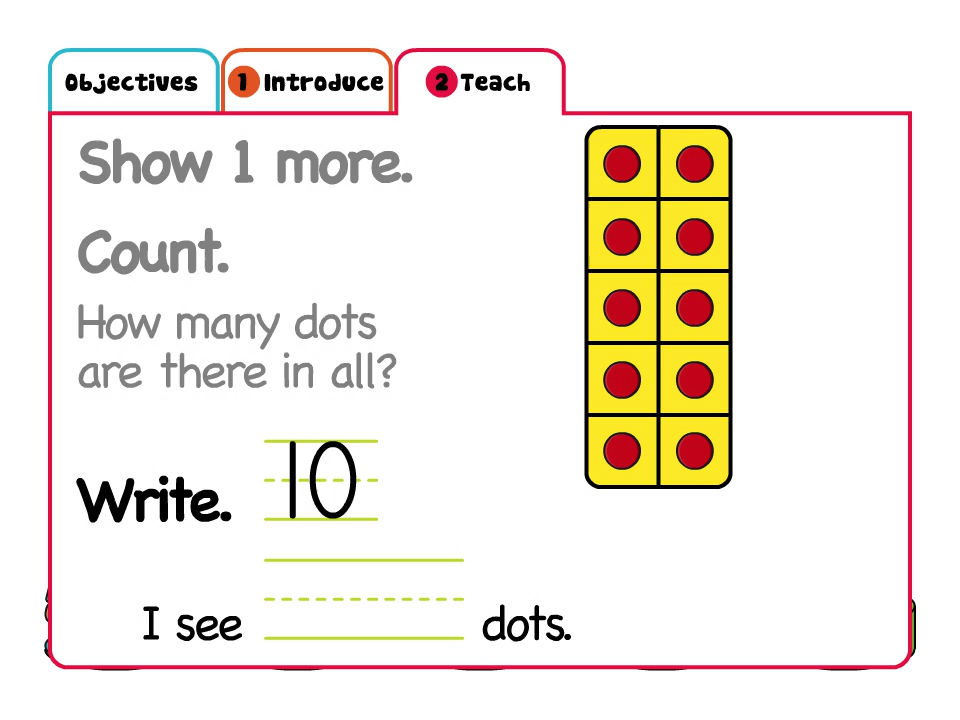 Objectives 1 Introduce 2 Teach
Show 1 more.
Count.
How many dots
are there in all?
Write. 10
I see dots.